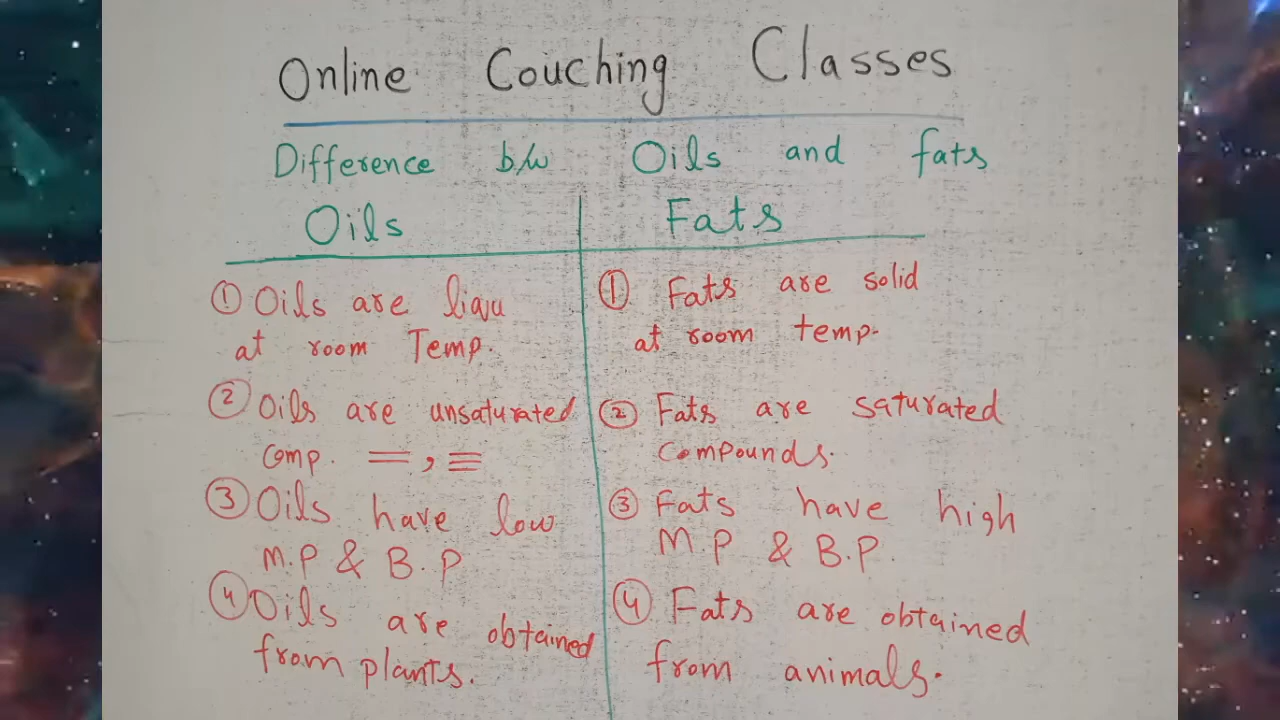 Online Couching Classes
Difference b/w Oils and fats
Oils
Fats
① Oils are liqu
at room Temp.
② Oils are unsaturated
Comp. =, ≡
③ Oils have low
M.P & B.P
④ Oils are obtained
from plants.
① Fats are solid
at room temp.
② Fats are saturated
Compounds.
③ Fats have high
M P & B.P.
④ Fats are obtained
from animals.